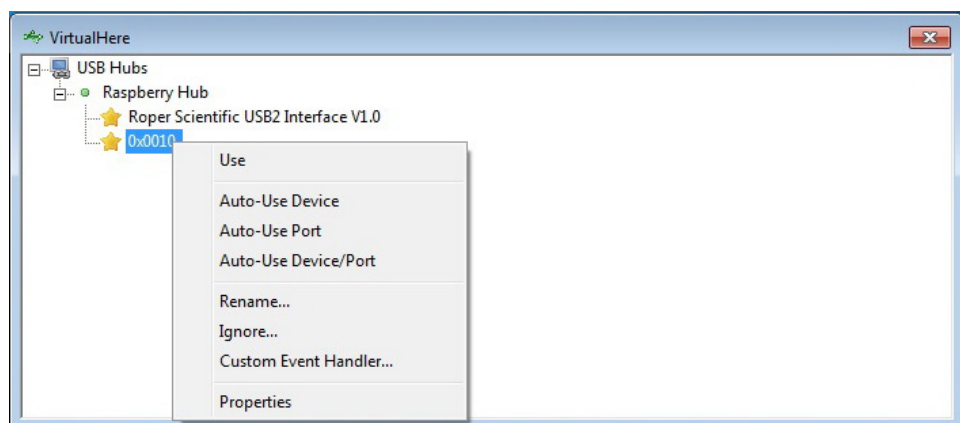 VirtualHere
USB Hubs
Raspberry Hub
Roper Scientific USB2 Interface V1.0
0x0010
Use
Auto-Use Device
Auto-Use Port
Auto-Use Device/Port
Rename...
Ignore...
Custom Event Handler...
Properties